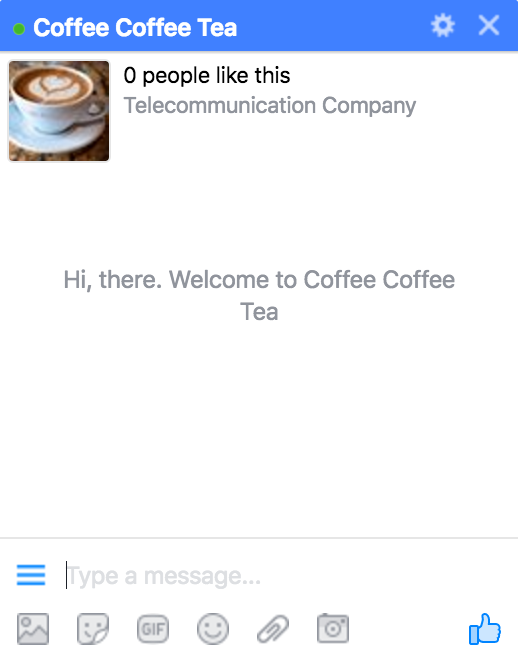 Coffee Coffee Tea
0 people like this
Telecommunication Company
Hi, there. Welcome to Coffee Coffee
Tea
Type a message...
GIF